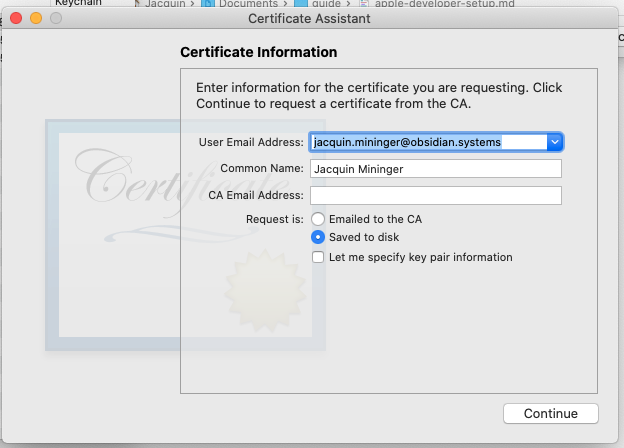 Keychain
Jacquin › Documents › guide › apple-developer-setup.md
Certificate Assistant
Certificate Information
Enter information for the certificate you are requesting. Click
Continue to request a certificate from the CA.
User Email Address: jacquin.mininger@obsidian.systems
Common Name: Jacquin Mininger
CA Email Address:
Request is: Emailed to the CA
Saved to disk
Let me specify key pair information
Certificate
Continue